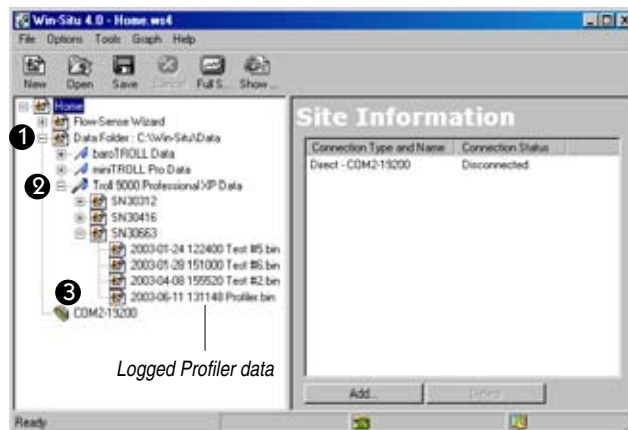 Win-Situ 4.0 - Home.ws4
File Options Tools Graph Help
New Open Save Cancel Full S... Show ...
Home
Flow-Sense Wizard
1 Data Folder : C:\Win-Situ\Data
baroTROLL Data
miniTROLL Pro Data
2 Troll 9000 Professional XP Data
SN30312
SN30416
SN30663
2003-01-24 122400 Test #5.bin
2003-01-28 151000 Test #6.bin
2003-04-08 155520 Test #2.bin
2003-06-11 131148 Profiler.bin
3 COM2-19200
Logged Profiler data
Site Information
Connection Type and Name Connection Status
Direct - COM2-19200 Disconnected
Add...
Ready